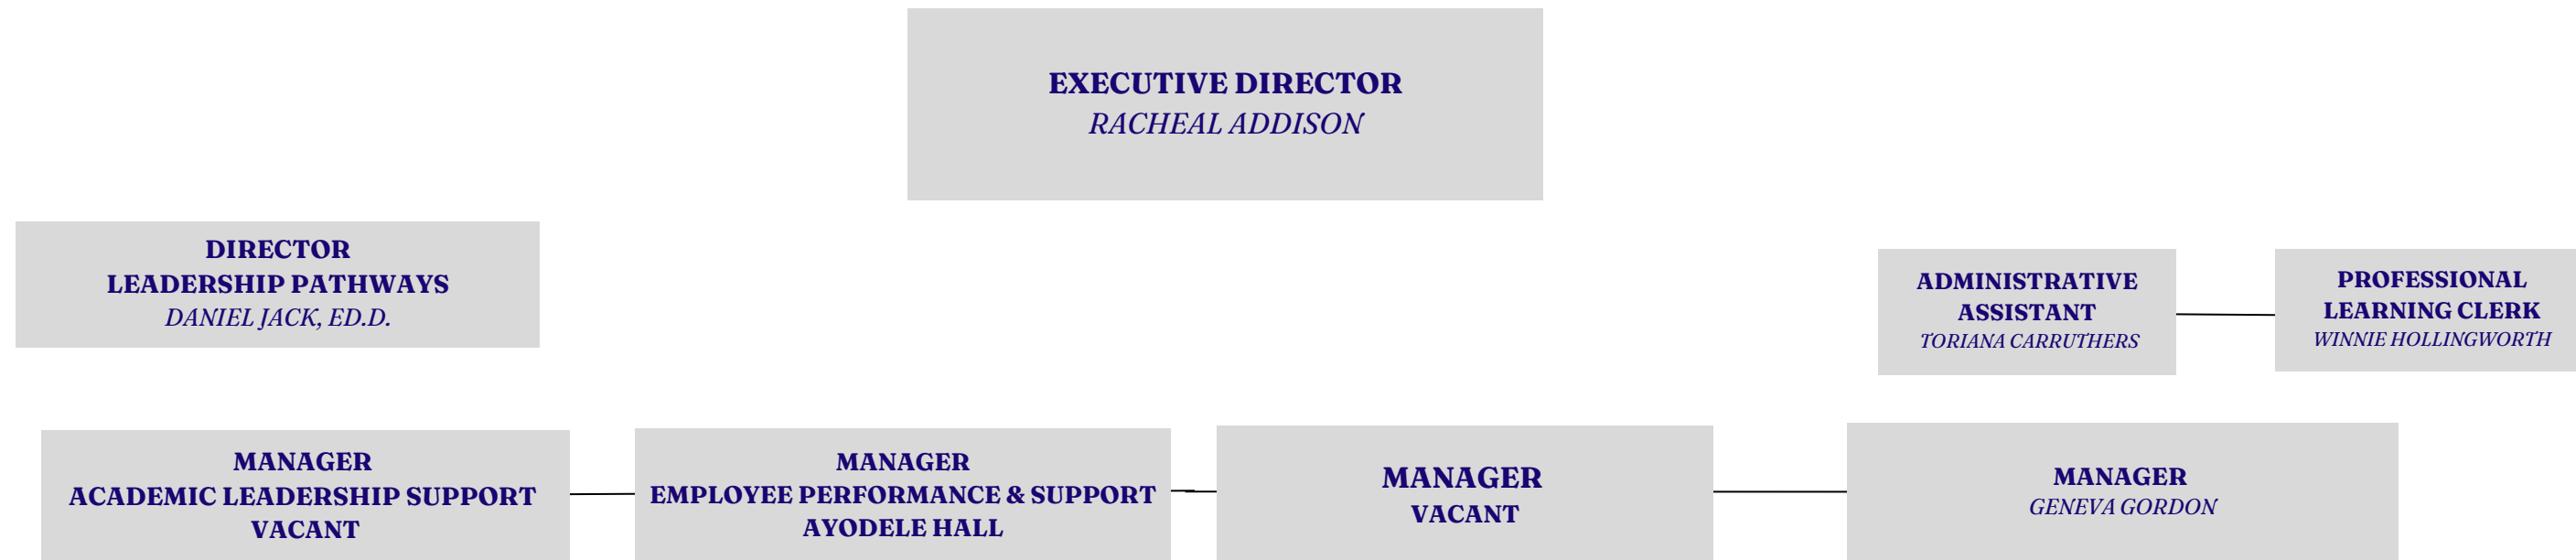 EXECUTIVE DIRECTOR
RACHEAL ADDISON
DIRECTOR
LEADERSHIP PATHWAYS
DANIEL JACK, ED.D.
ADMINISTRATIVE
ASSISTANT
TORIANA CARRUTHERS
PROFESSIONAL
LEARNING CLERK
WINNIE HOLLINGWORTH
MANAGER
ACADEMIC LEADERSHIP SUPPORT
VACANT
MANAGER
EMPLOYEE PERFORMANCE & SUPPORT
AYODELE HALL
MANAGER
VACANT
MANAGER
GENEVA GORDON